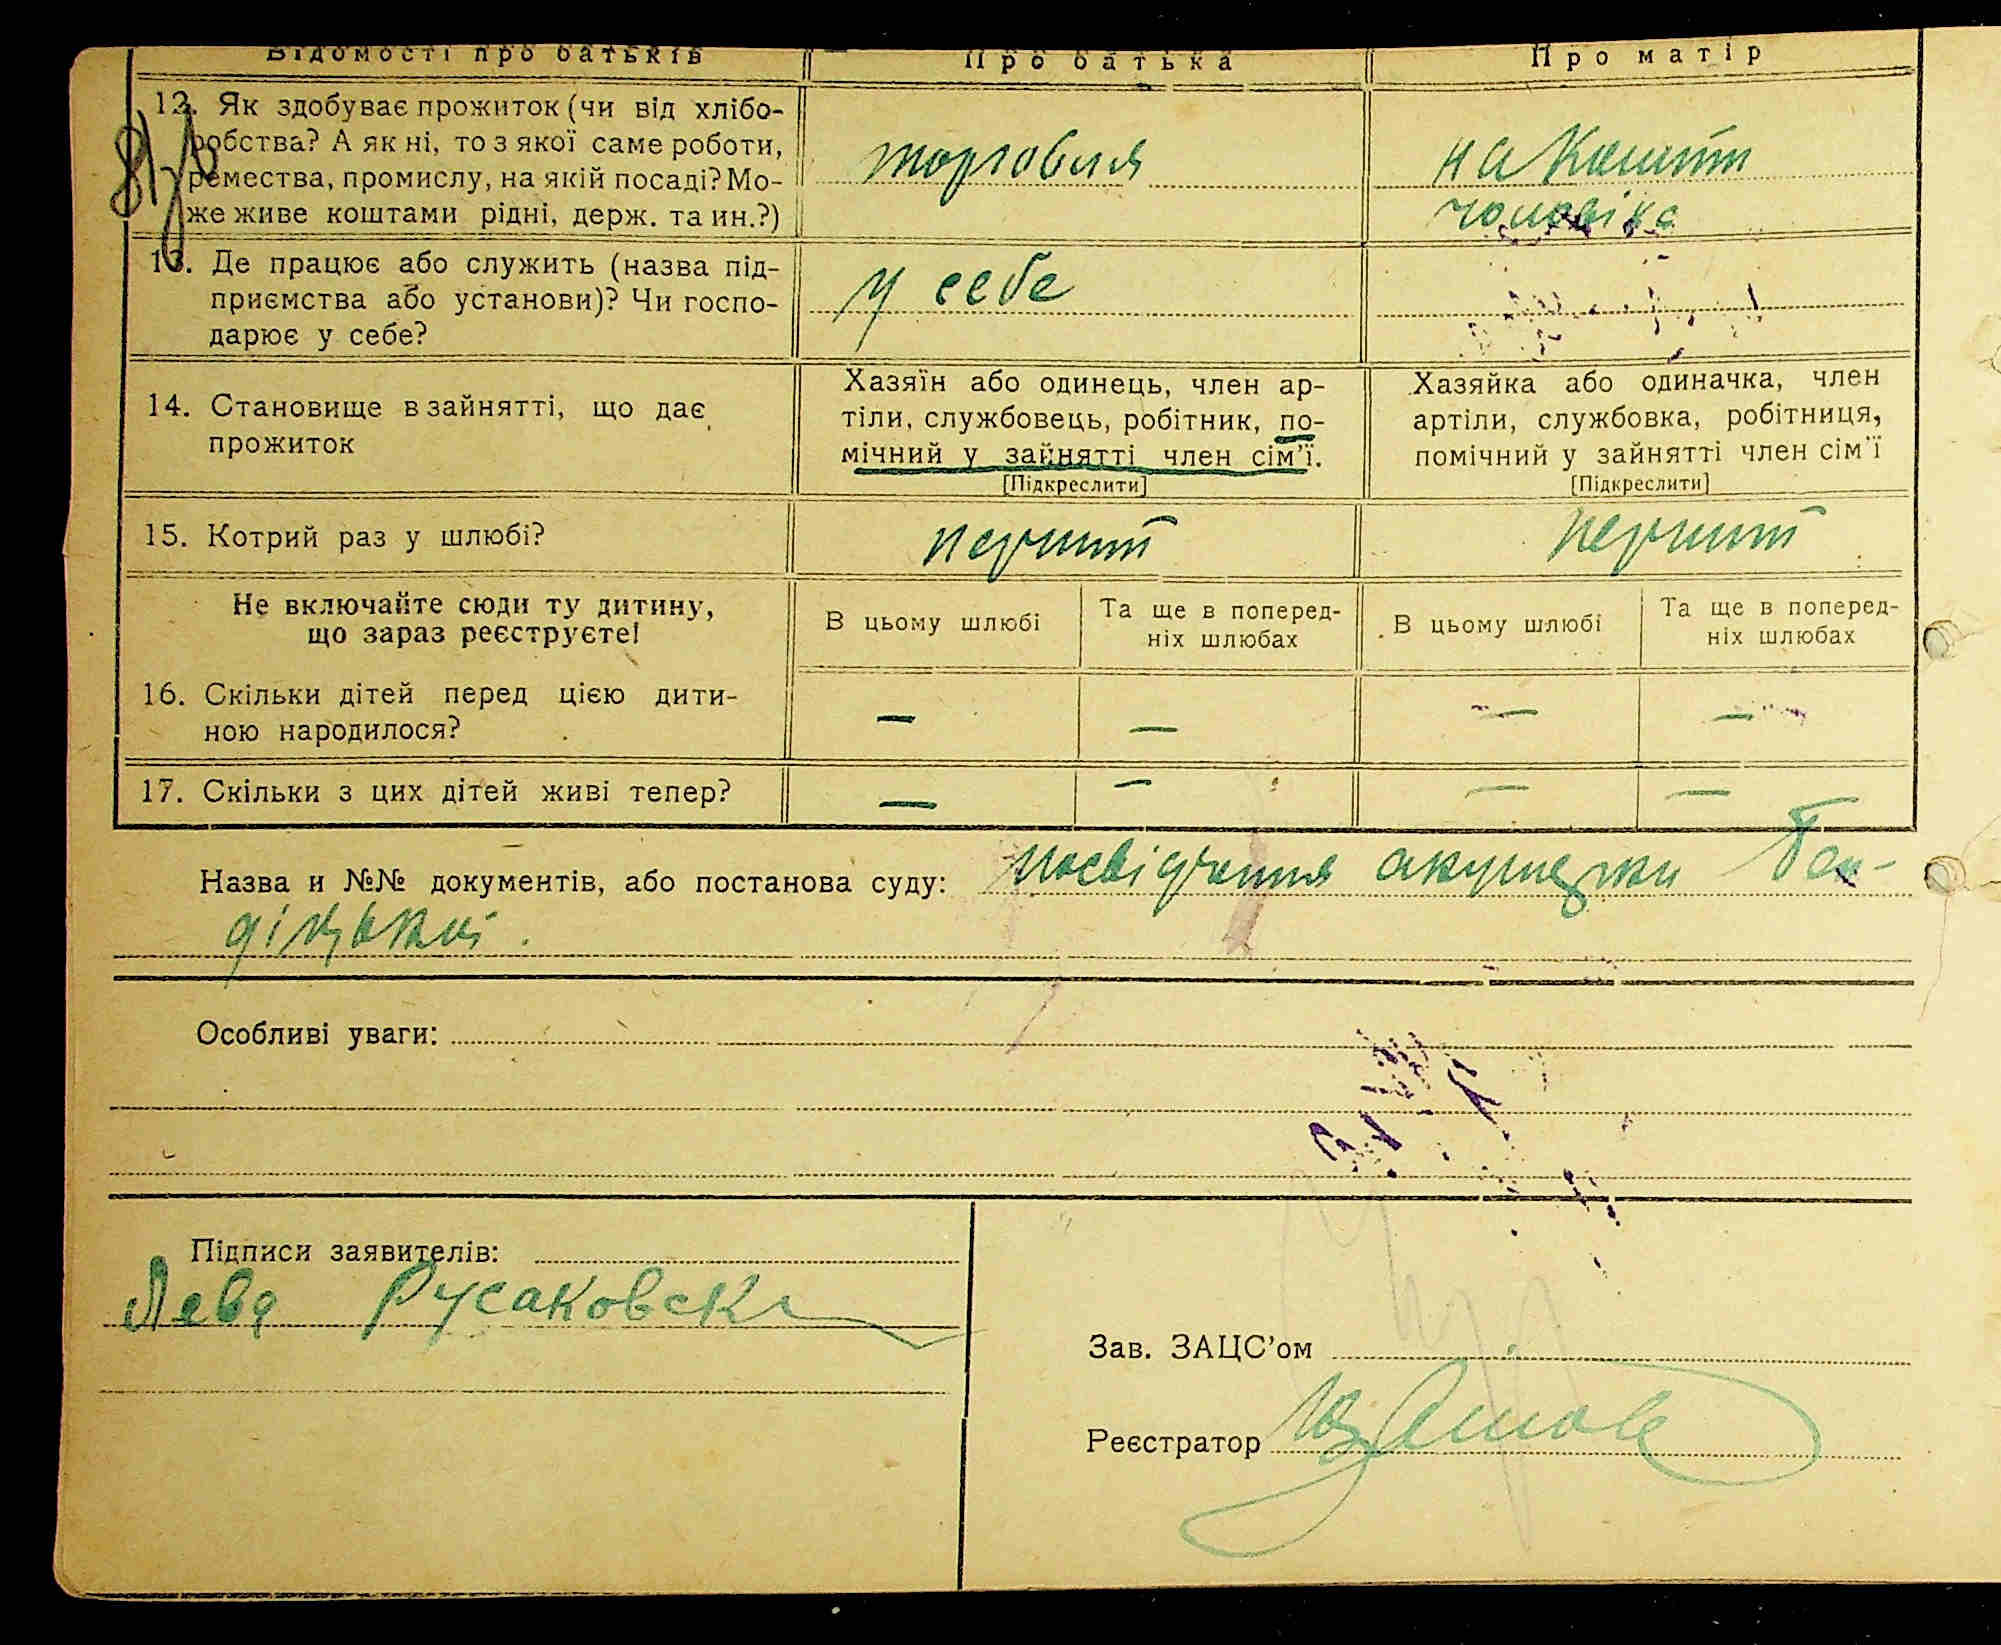 Відомості про батьків Про батька Про матір
12. Як здобуває прожиток (чи від хлібо-
робства? А як ні, то з якої саме роботи,
ремества, промислу, на якій посаді? Мо-
же живе коштами рідні, держ. та ин.?)
торговля
на кошти
чоловіка
13. Де працює або служить (назва під-
приємства або установи)? Чи госпо-
дарює у себе?
у себе
14. Становище в зайнятті, що дає
прожиток
Хазяїн або одинець, член ар-
тіли, службовець, робітник, по-
мічний у зайнятті член сім'ї.
[Підкреслити]
Хазяйка або одиначка, член
артіли, службовка, робітниця,
помічний у зайнятті член сім'ї
[Підкреслити]
15. Котрий раз у шлюбі? перший перший
Не включайте сюди ту дитину,
що зараз реєструєте!
В цьому шлюбі
Та ще в поперед-
ніх шлюбах
В цьому шлюбі
Та ще в поперед-
ніх шлюбах
16. Скільки дітей перед цією дити-
ною народилося?
— — — —
17. Скільки з цих дітей живі тепер? — — — —
Назва и №№ документів, або постанова суду: посвідчення акушерки
Особливі уваги:
Підписи заявителів:
Лева Русаковск
Зав. ЗАЦС'ом
Реєстратор